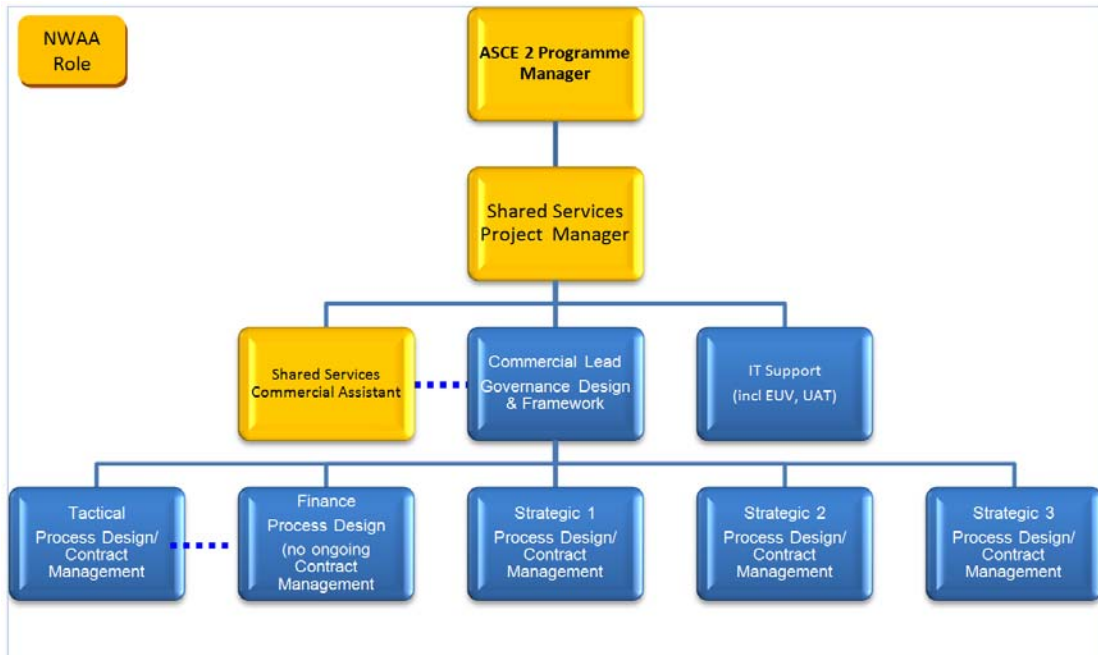 NWAA
Role
ASCE 2 Programme
Manager
Shared Services
Project Manager
Shared Services
Commercial Assistant
Commercial Lead
Governance Design
& Framework
IT Support
(incl EUV, UAT)
Tactical
Process Design/
Contract
Management
Finance
Process Design
(no ongoing
Contract
Management)
Strategic 1
Process Design/
Contract
Management
Strategic 2
Process Design/
Contract
Management
Strategic 3
Process Design/
Contract
Management